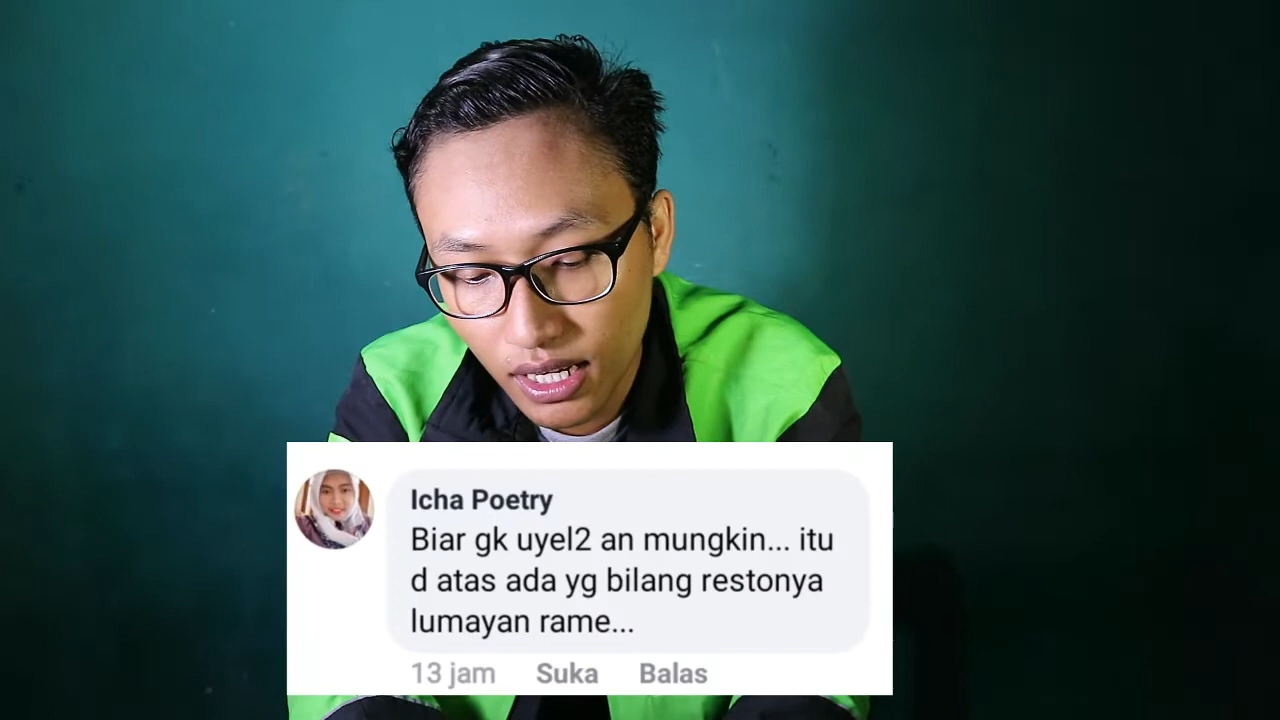 Icha Poetry
Biar gk uyel2 an mungkin... itu
d atas ada yg bilang restonya
lumayan rame...
13 jam Suka Balas